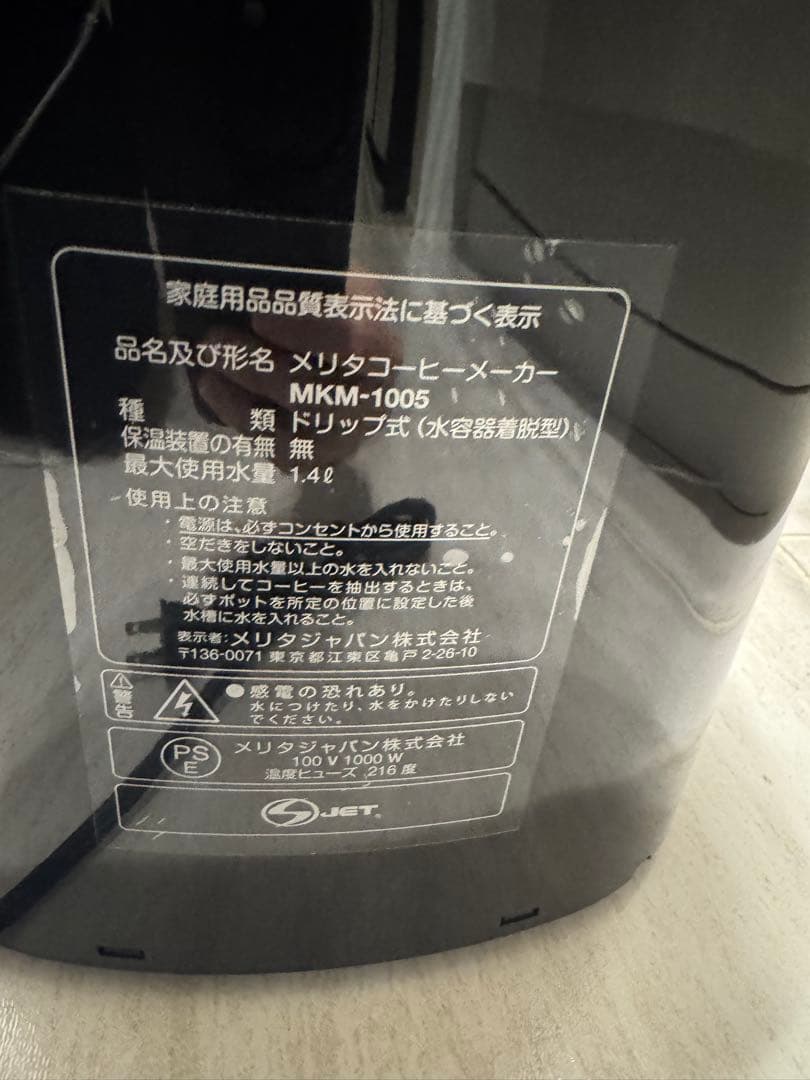 家庭用品品質表示法に基づく表示
品名及び形名 メリタコーヒーメーカー
MKM-1005
種類 ドリップ式(水容器着脱型)
保温装置の有無 無
最大使用水量 1.4ℓ
使用上の注意
・電源は、必ずコンセントから使用すること。
・空だきをしないこと。
・最大使用水量以上の水を入れないこと。
・連続してコーヒーを抽出するときは、
必ずポットを所定の位置に設定した後
水槽に水を入れること。
表示者:メリタジャパン株式会社
〒136-0071 東京都江東区亀戸2-26-10
警告
●感電の恐れあり。
水につけたり、水をかけたりしない
でください。
PS
E
メリタジャパン株式会社
100 V 1000 W
温度ヒューズ 216 度
S JET®